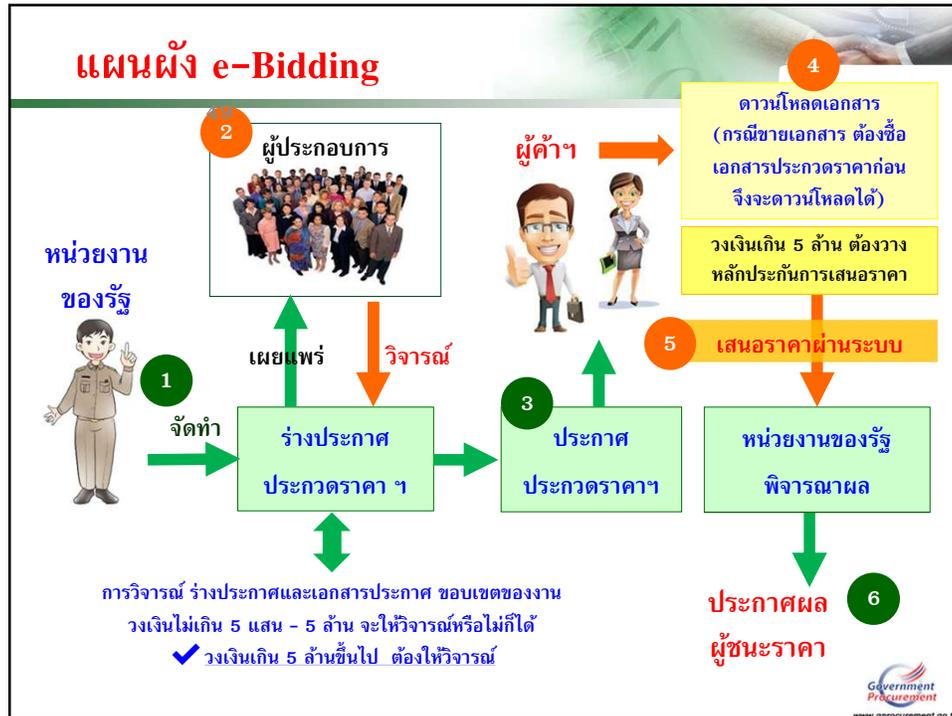 แผนผัง e-Bidding
4
ดาวน์โหลดเอกสาร
(กรณีขายเอกสาร ต้องซื้อ
เอกสารประกวดราคาก่อน
จึงจะดาวน์โหลดได้)
2
ผู้ประกอบการ
ผู้ค้าฯ
วงเงินเกิน 5 ล้าน ต้องวาง
หลักประกันการเสนอราคา
หน่วยงาน
ของรัฐ
5
เสนอราคาผ่านระบบ
เผยแพร่
วิจารณ์
1
จัดทำ
ร่างประกาศ
ประกวดราคา ฯ
3
ประกาศ
ประกวดราคาฯ
หน่วยงานของรัฐ
พิจารณาผล
การวิจารณ์ ร่างประกาศและเอกสารประกาศ ขอบเขตของงาน
วงเงินไม่เกิน 5 แสน - 5 ล้าน จะให้วิจารณ์หรือไม่ก็ได้
✓ วงเงินเกิน 5 ล้านขึ้นไป ต้องให้วิจารณ์
ประกาศผล
ผู้ชนะราคา
6
Government
Procurement